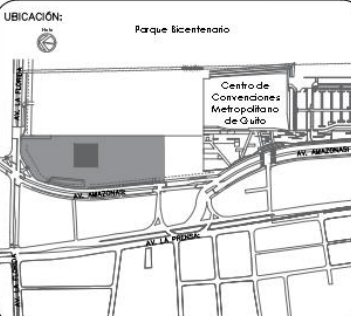 UBICACIÓN:
Parque Bicentenario
Centro de
Convenciones
Metropolitano
de Quito
AV. LA FLORIDA
AV. AMAZONAS
AV. AMAZONAS
AV. LA PRENSA